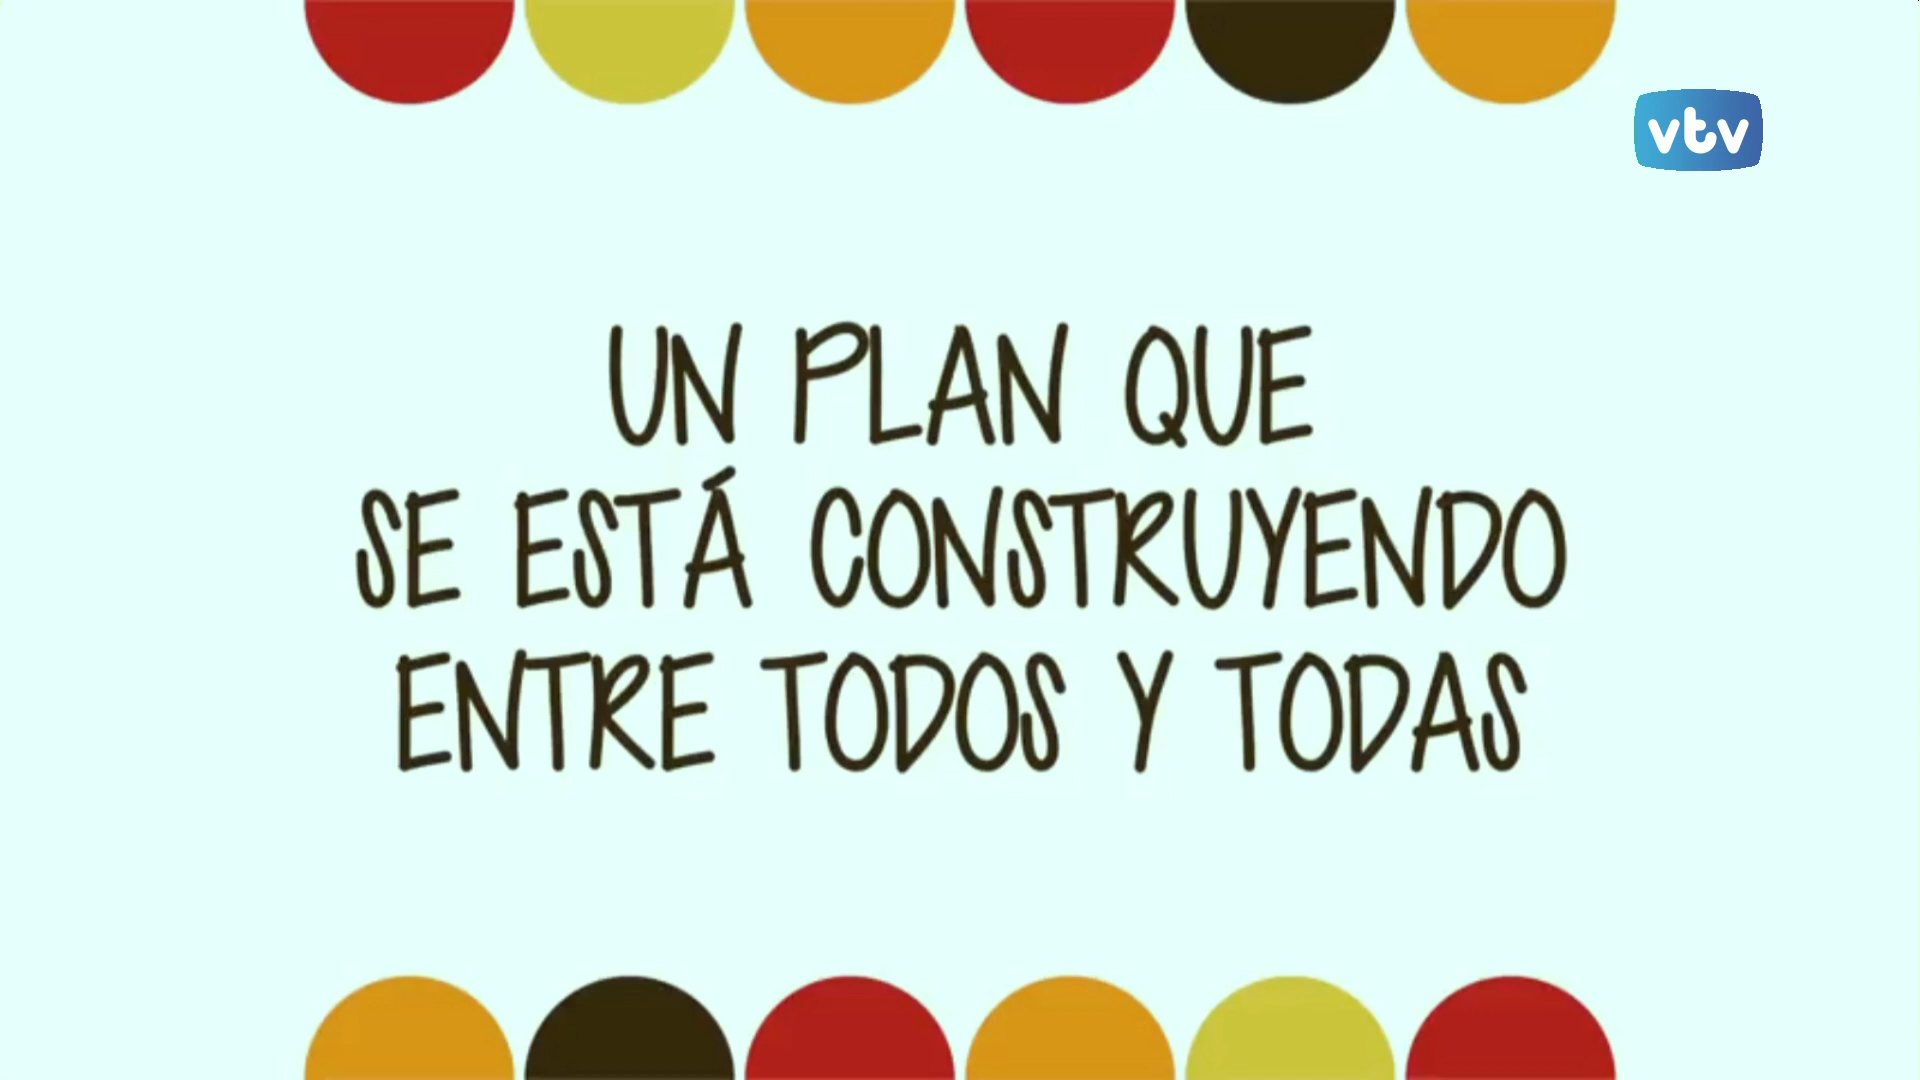 vtv
UN PLAN QUE
SE ESTÁ CONSTRUYENDO
ENTRE TODOS Y TODAS